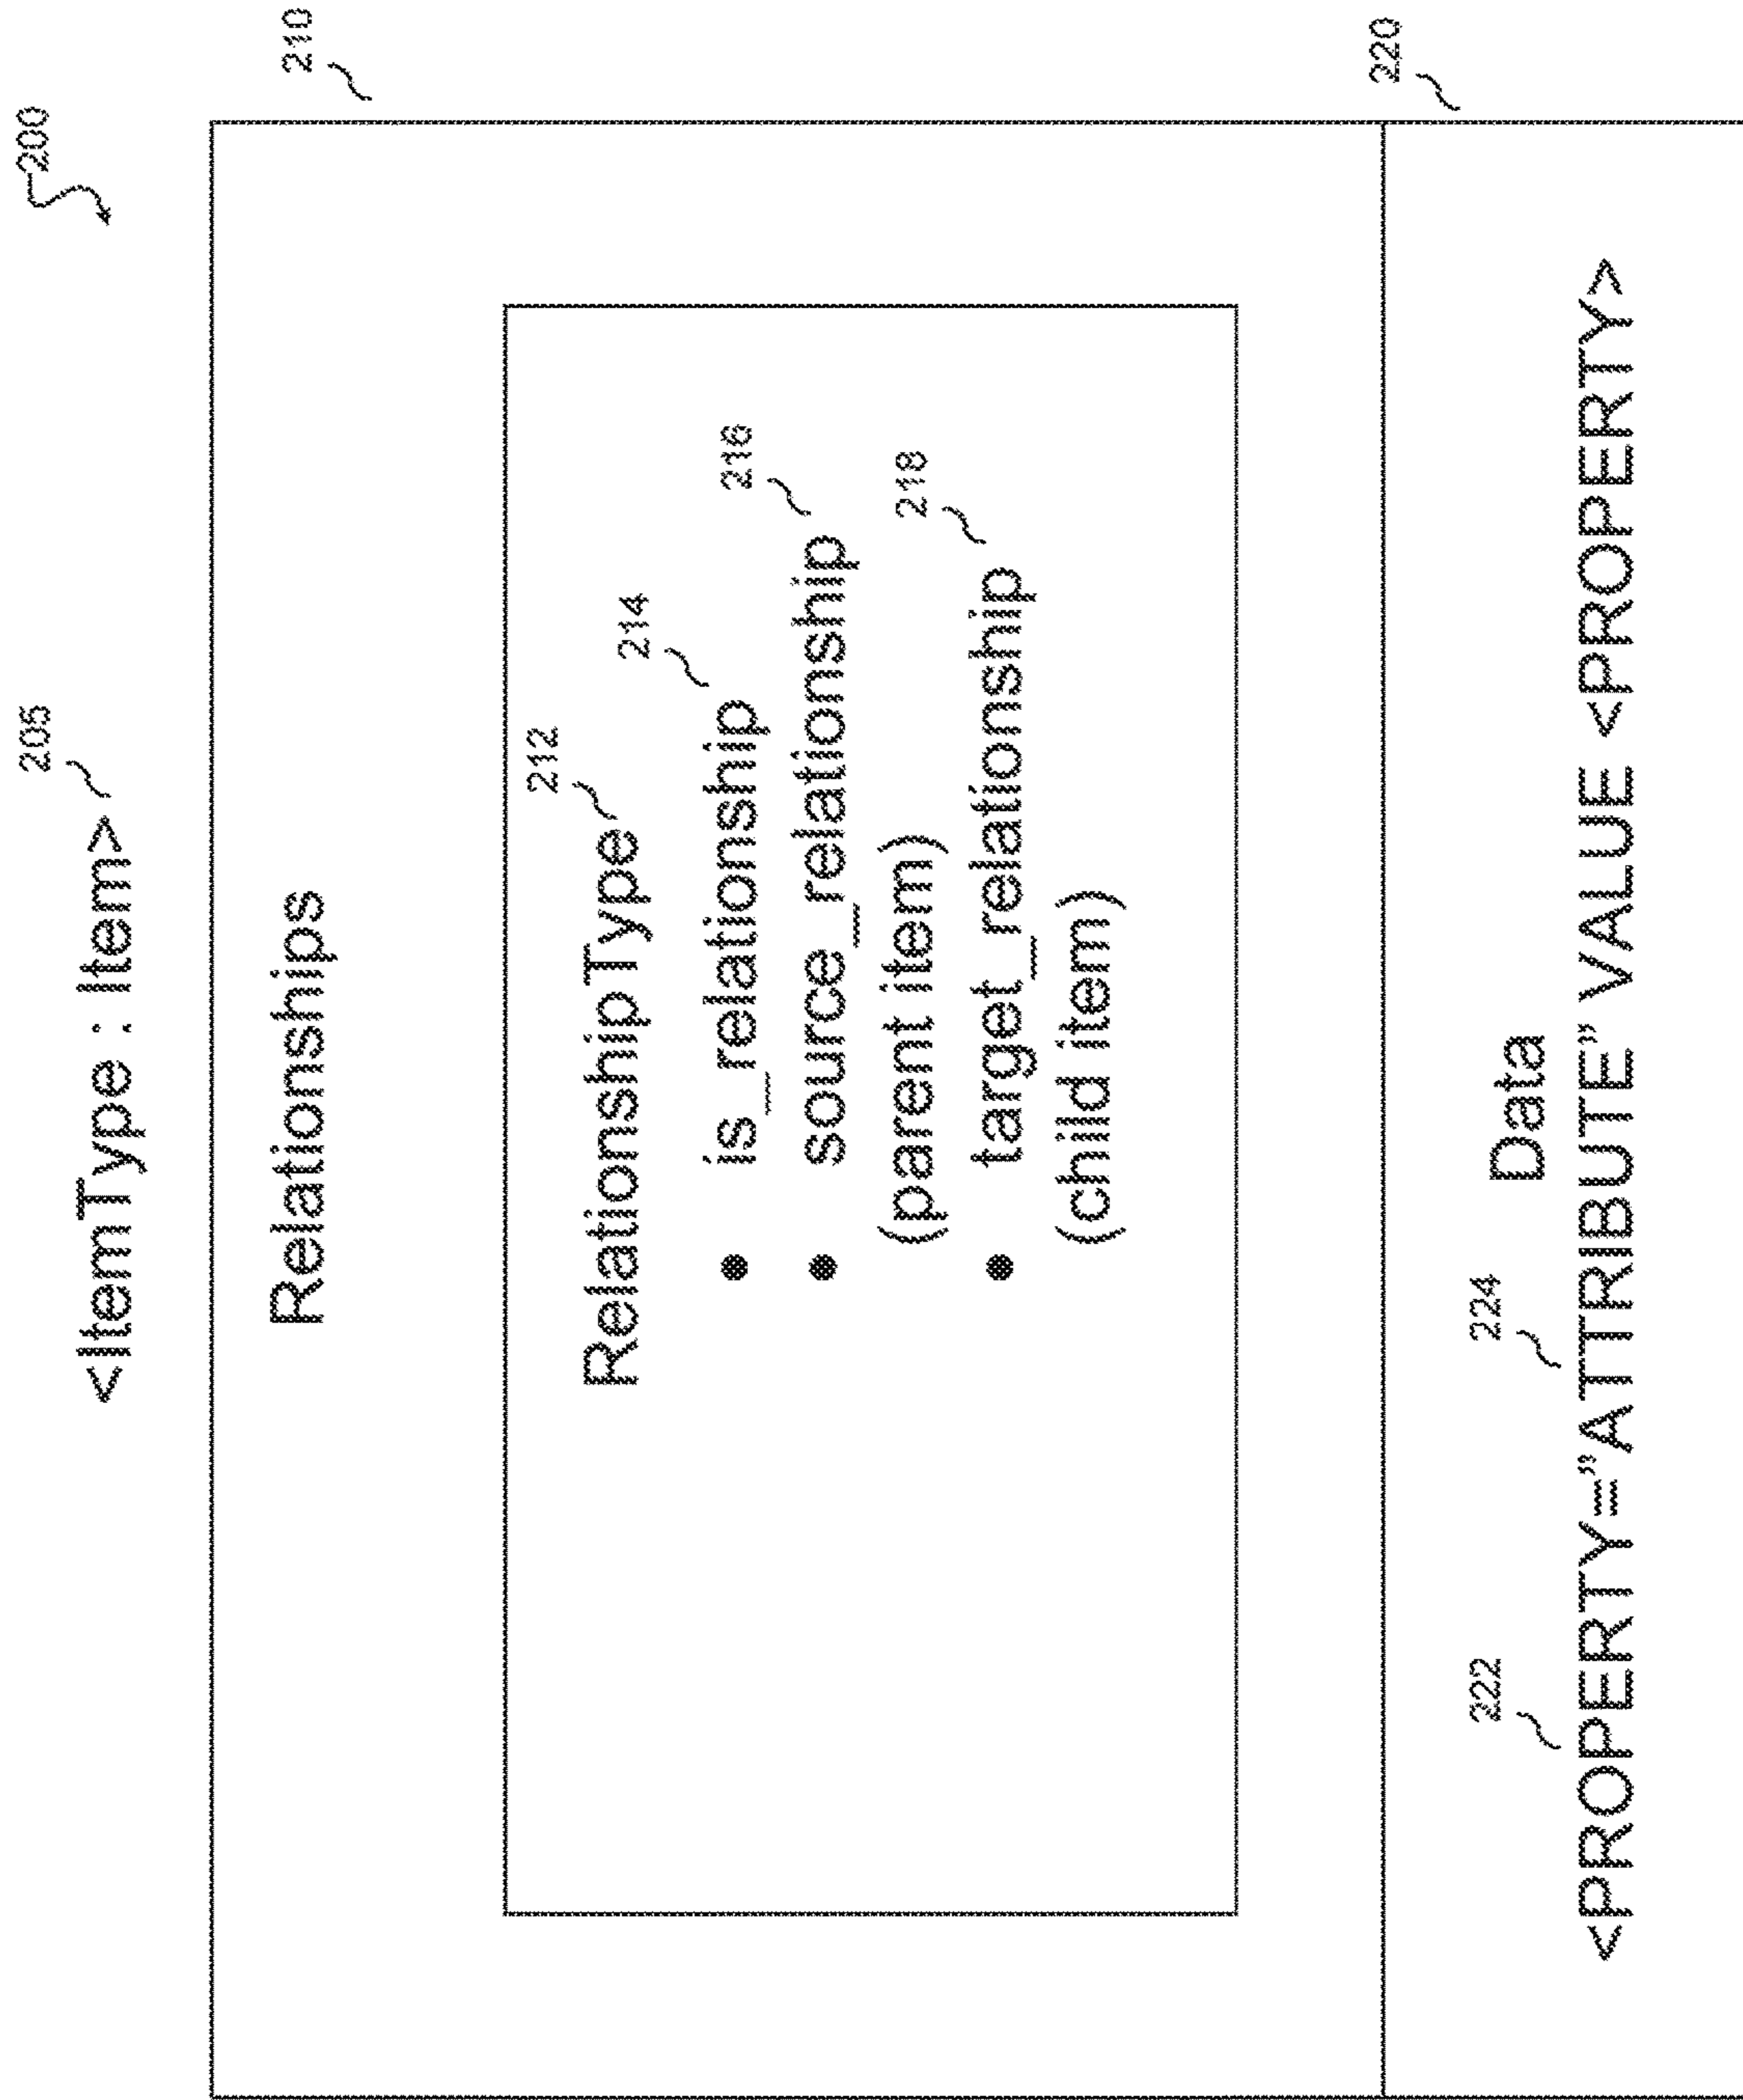 200
<ItemType : Item> 205
210
Relationships
RelationshipType 212
• is_relationship 214
• source_relationship 216
(parent item)
• target_relationship 218
(child item)
220
Data
222 224
<PROPERTY=”ATTRIBUTE” VALUE <PROPERTY>